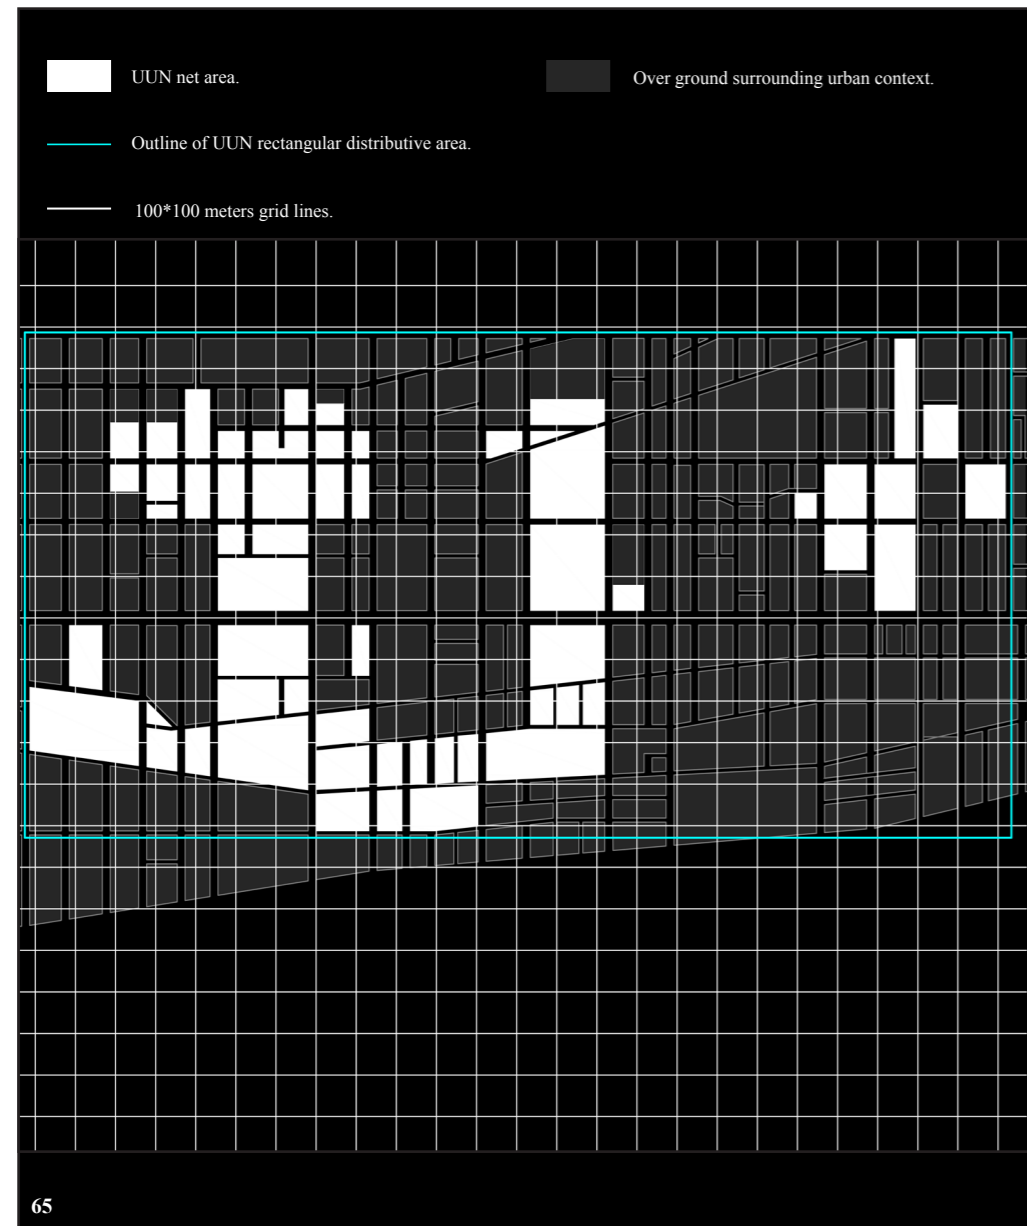 UUN net area.
Over ground surrounding urban context.
Outline of UUN rectangular distributive area.
100*100 meters grid lines.
65